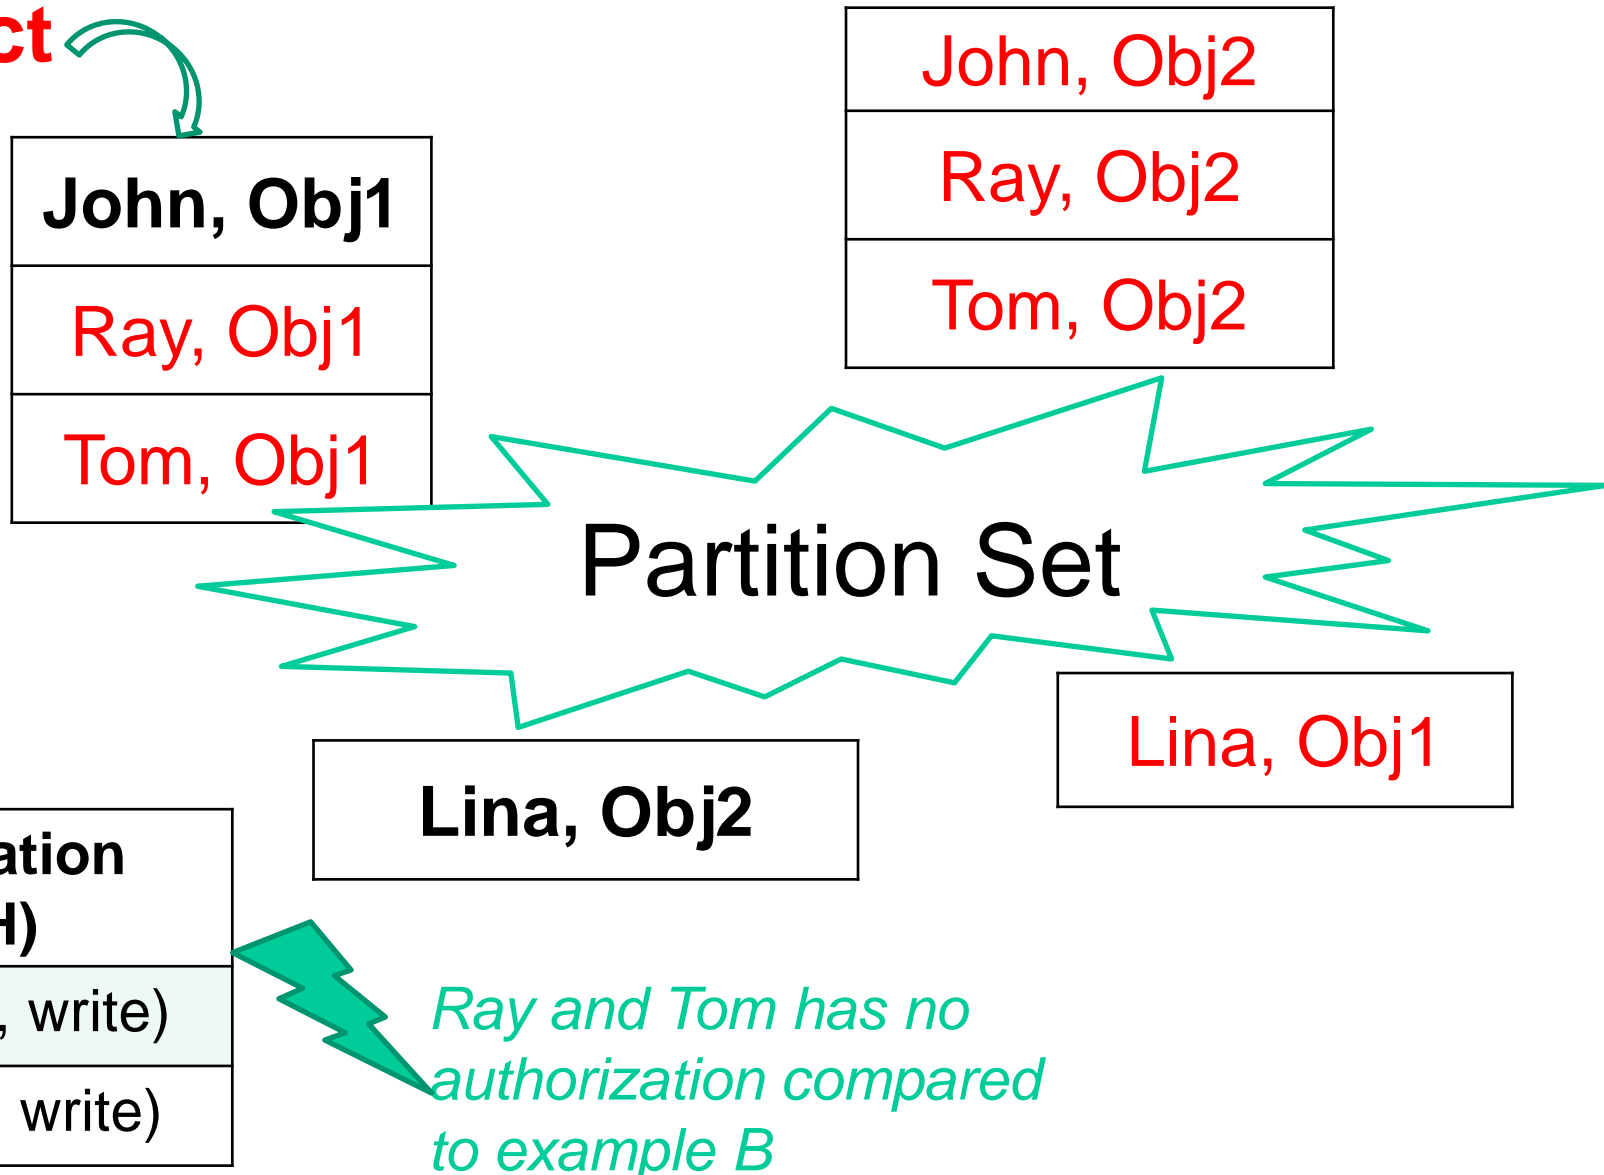 ct
John, Obj2
Ray, Obj2
Tom, Obj2
John, Obj1
Ray, Obj1
Tom, Obj1
Partition Set
Lina, Obj1
Lina, Obj2
ation
H)
, write)
write)
Ray and Tom has no
authorization compared
to example B